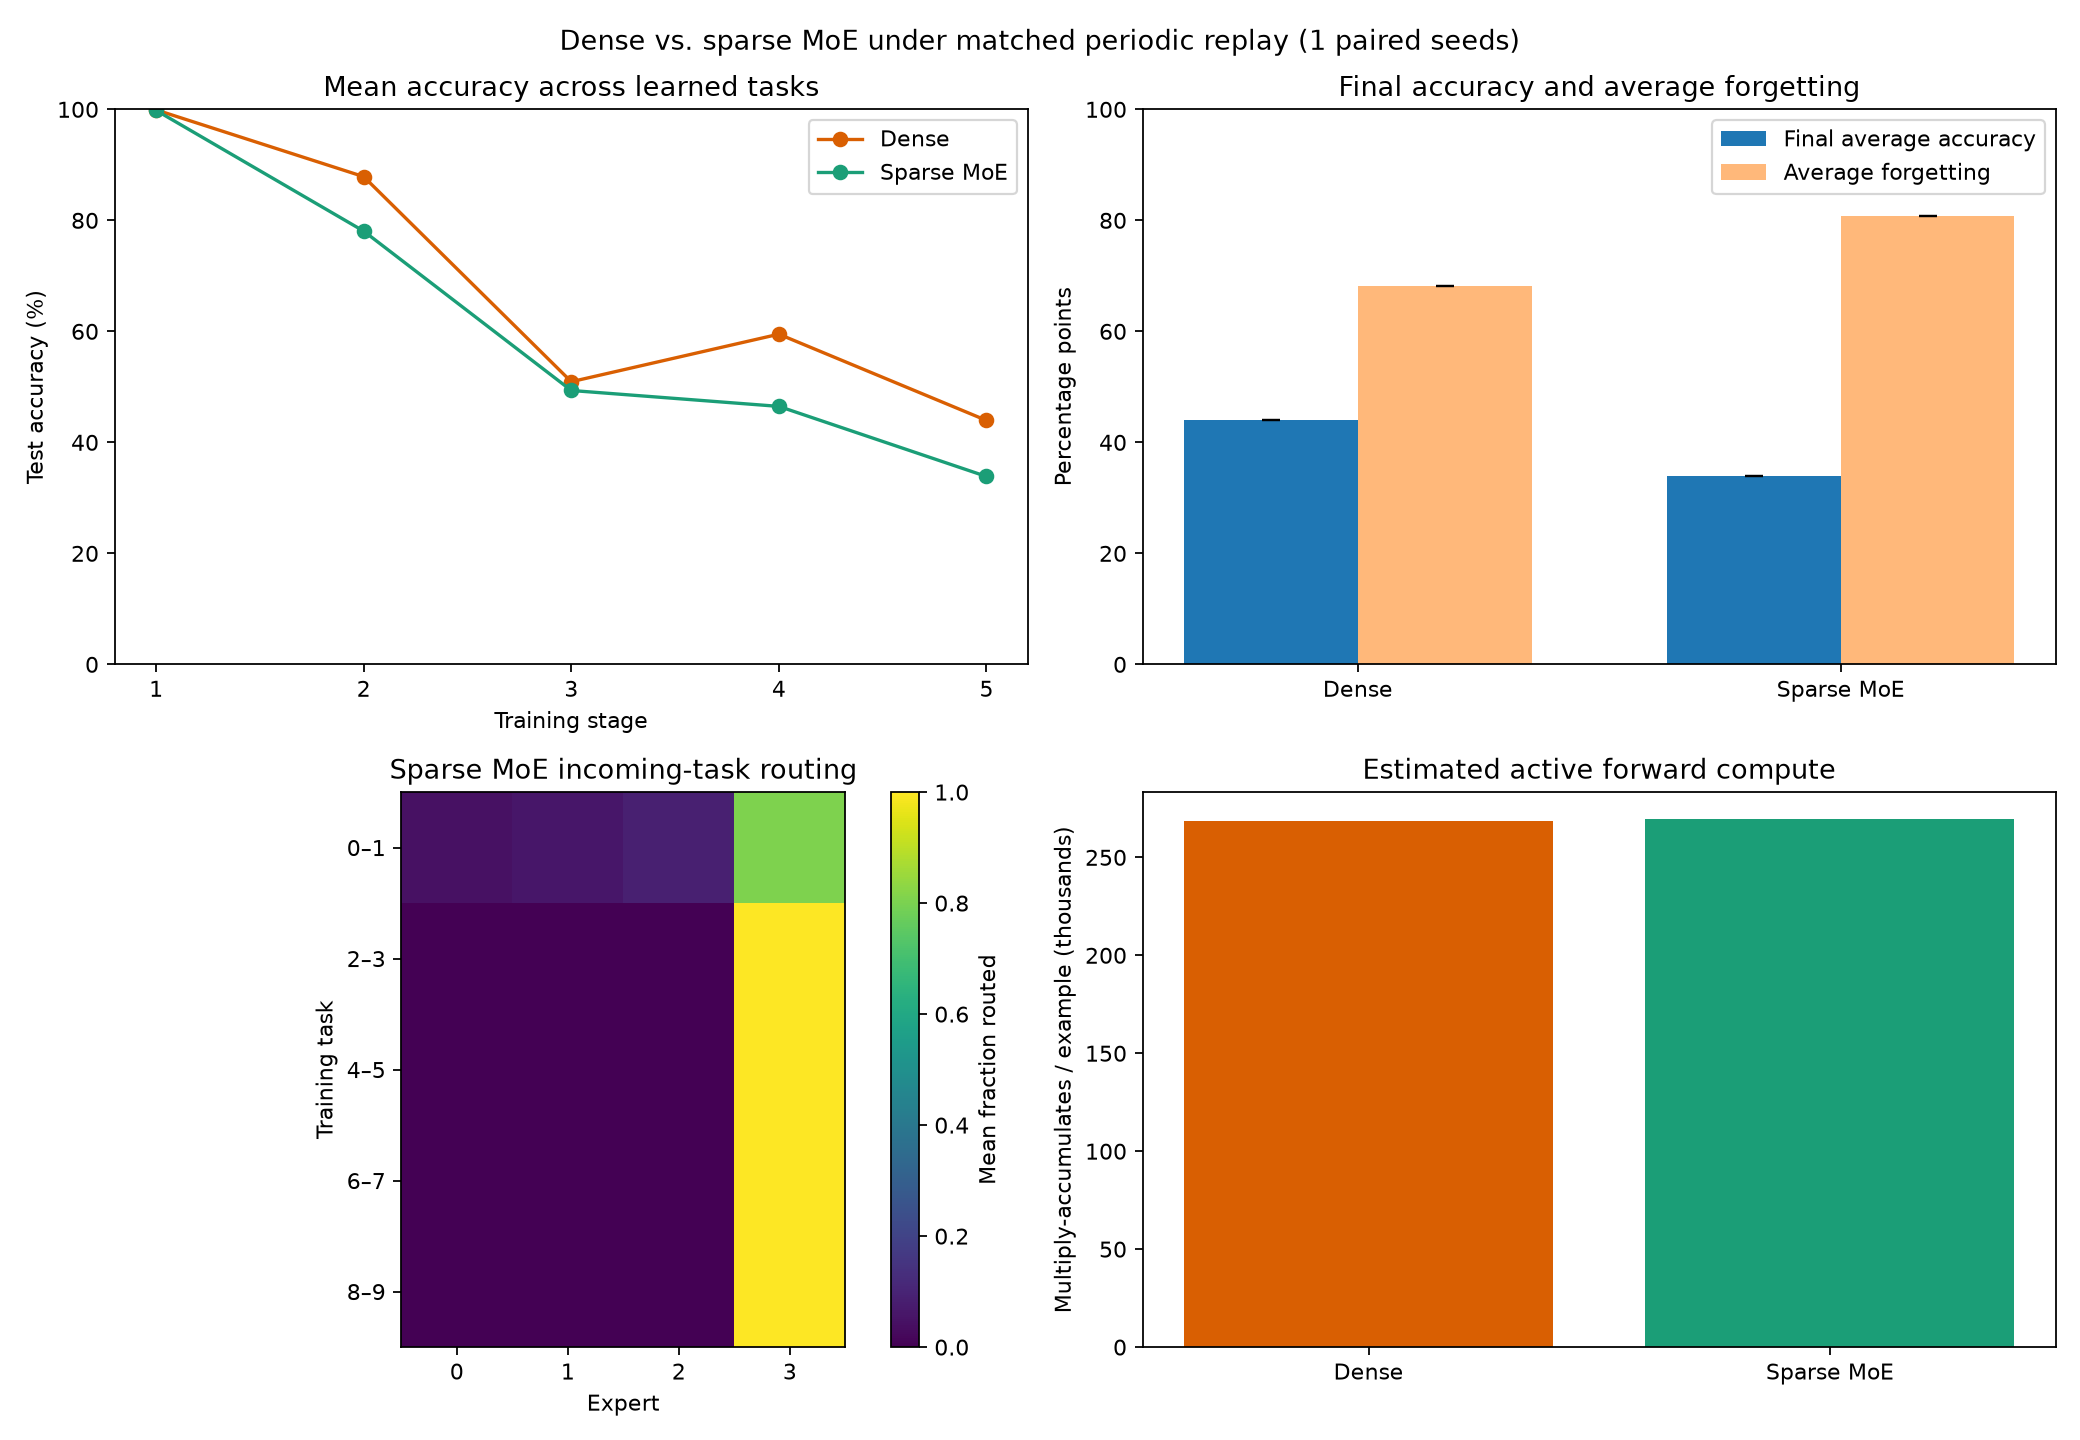 Dense vs. sparse MoE under matched periodic replay (1 paired seeds)
Mean accuracy across learned tasks
100
80
60
40
20
0
Test accuracy (%)
1 2 3 4 5
Training stage
Dense
Sparse MoE
Final accuracy and average forgetting
100
80
60
40
20
0
Percentage points
Dense Sparse MoE
Final average accuracy
Average forgetting
Sparse MoE incoming-task routing
Training task
0–1
2–3
4–5
6–7
8–9
0 1 2 3
Expert
1.0
0.8
0.6
0.4
0.2
0.0
Mean fraction routed
Estimated active forward compute
Multiply-accumulates / example (thousands)
250
200
150
100
50
0
Dense Sparse MoE